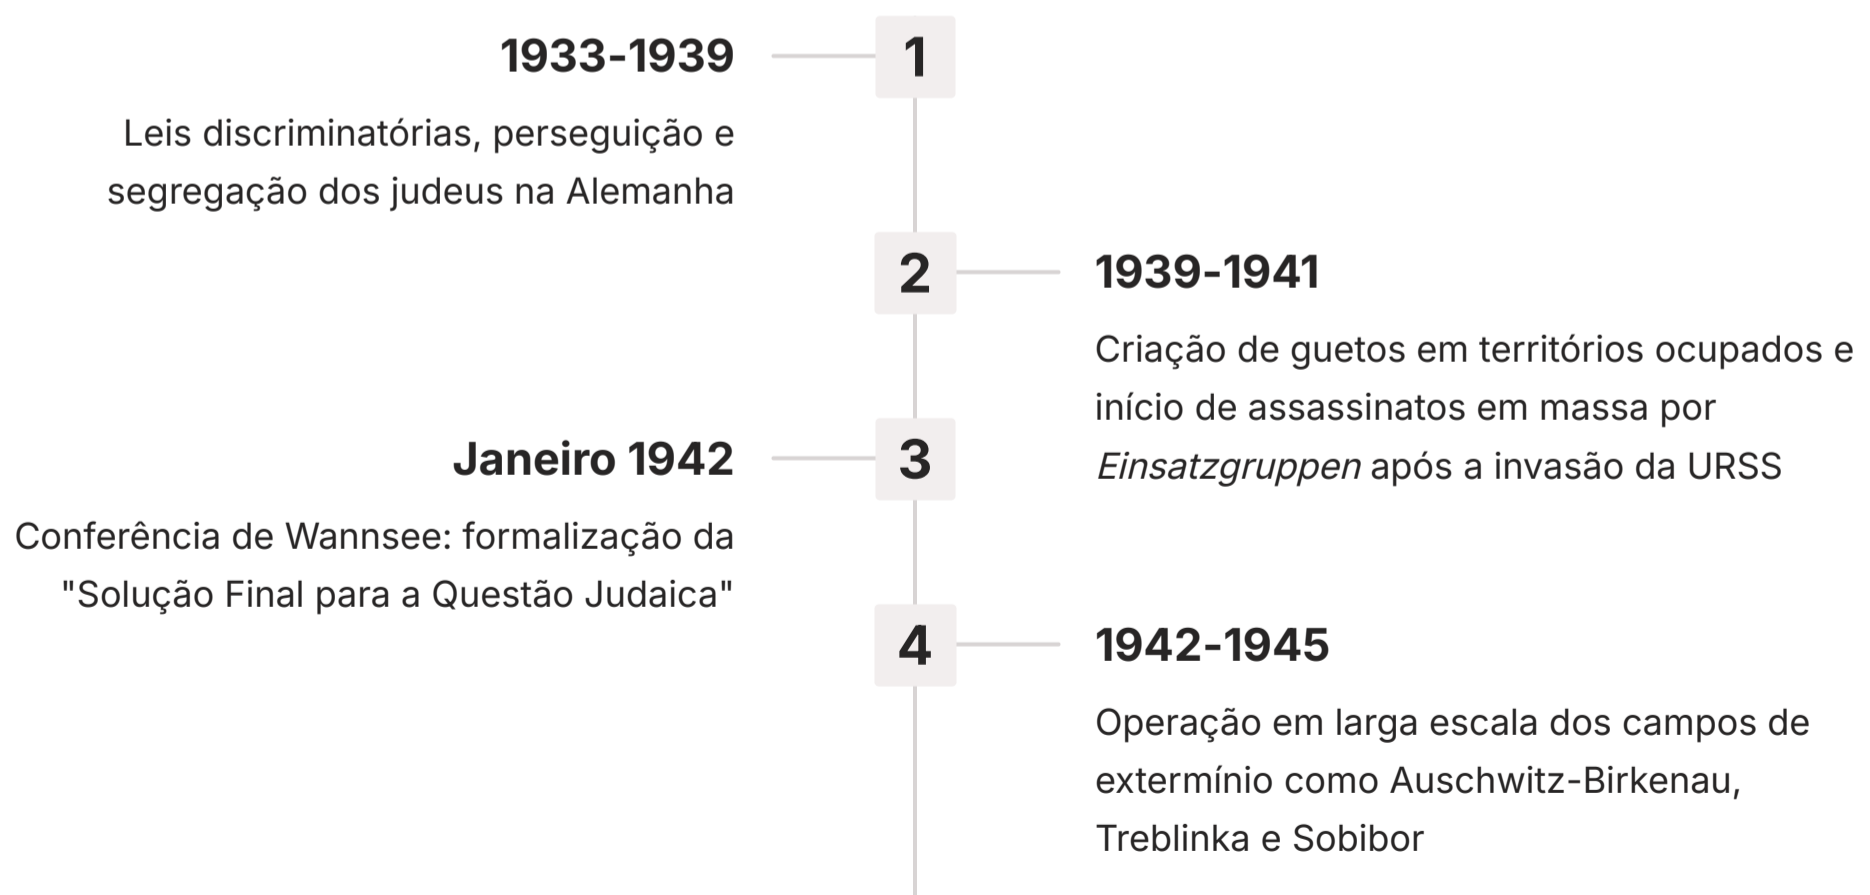 1933-1939
1
Leis discriminatórias, perseguição e
segregação dos judeus na Alemanha
2
1939-1941
Criação de guetos em territórios ocupados e
início de assassinatos em massa por
Einsatzgruppen após a invasão da URSS
Janeiro 1942
3
Conferência de Wannsee: formalização da
"Solução Final para a Questão Judaica"
4
1942-1945
Operação em larga escala dos campos de
extermínio como Auschwitz-Birkenau,
Treblinka e Sobibor